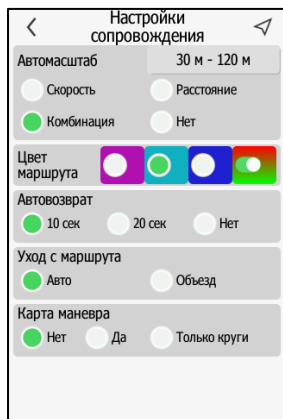 Настройки
сопровождения
Автомасштаб 30 м - 120 м
Скорость Расстояние
Комбинация Нет
Цвет
маршрута
Автовозврат
10 сек 20 сек Нет
Уход с маршрута
Авто Объезд
Карта маневра
Нет Да Только круги